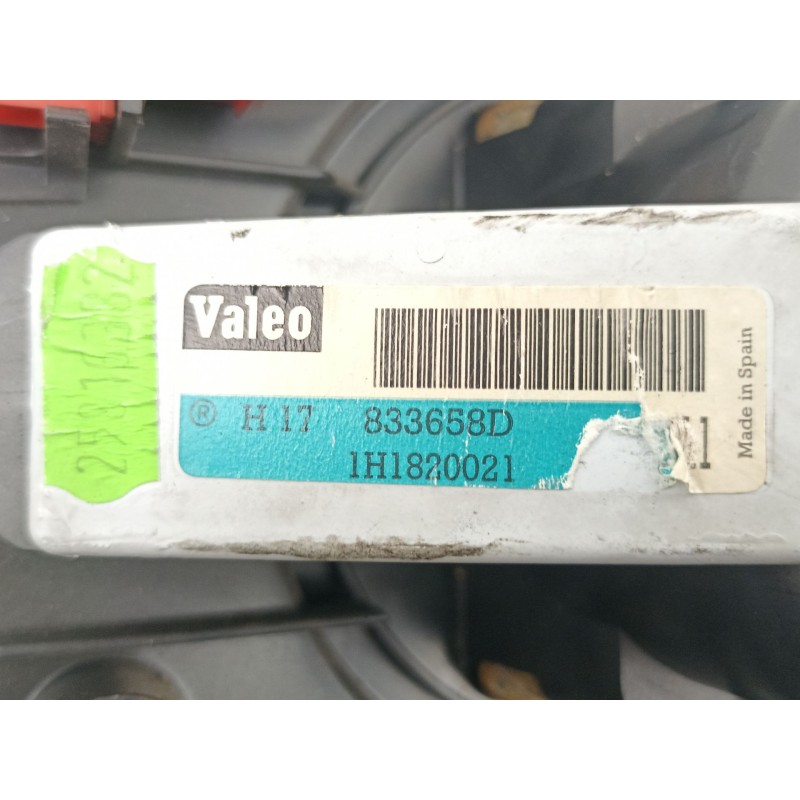 Valeo
® H 17 833658D
1H1820021
Made in Spain